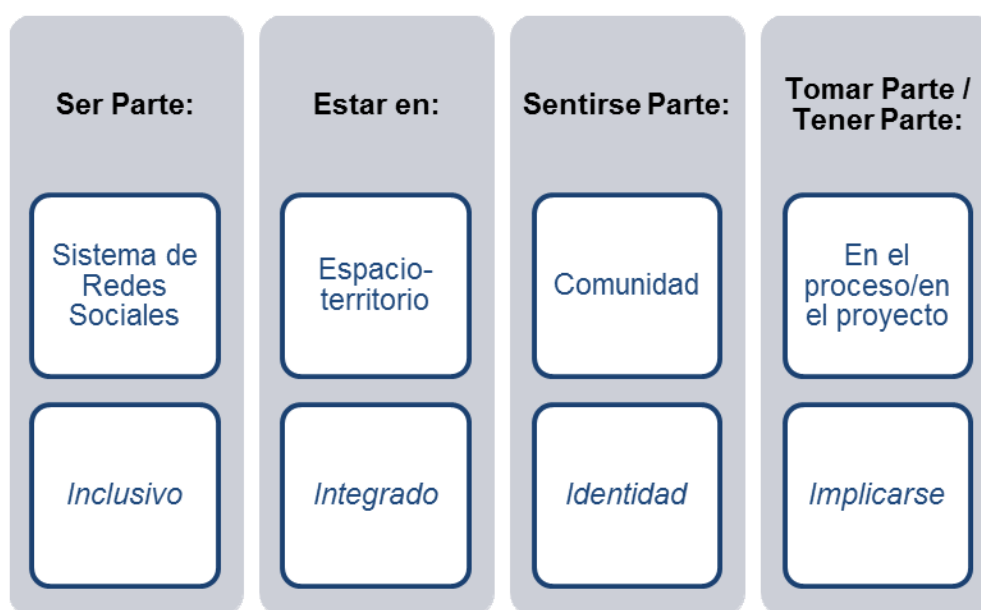 Ser Parte:
Sistema de
Redes
Sociales
Inclusivo
Estar en:
Espacio-
territorio
Integrado
Sentirse Parte:
Comunidad
Identidad
Tomar Parte /
Tener Parte:
En el
proceso/en
el proyecto
Implicarse